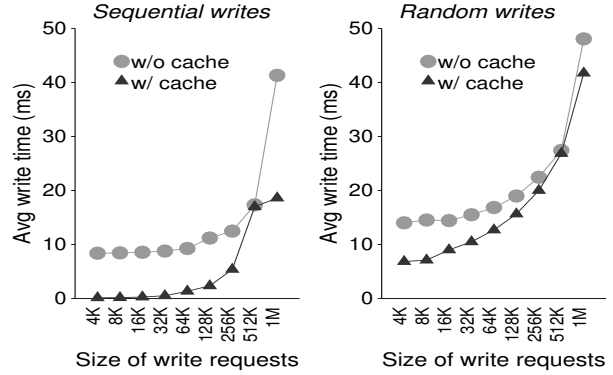 Sequential writes
50
40
30
20
10
0
Avg write time (ms)
w/o cache
w/ cache
4K
8K
16K
32K
64K
128K
256K
512K
1M
Size of write requests
Random writes
50
40
30
20
10
0
Avg write time (ms)
w/o cache
w/ cache
4K
8K
16K
32K
64K
128K
256K
512K
1M
Size of write requests